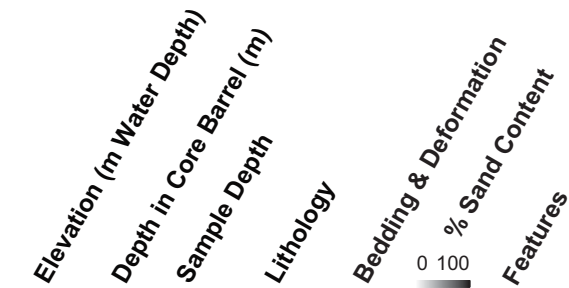 Elevation (m Water Depth)
Depth in Core Barrel (m)
Sample Depth
Lithology
Bedding & Deformation
% Sand Content
0 100
Features